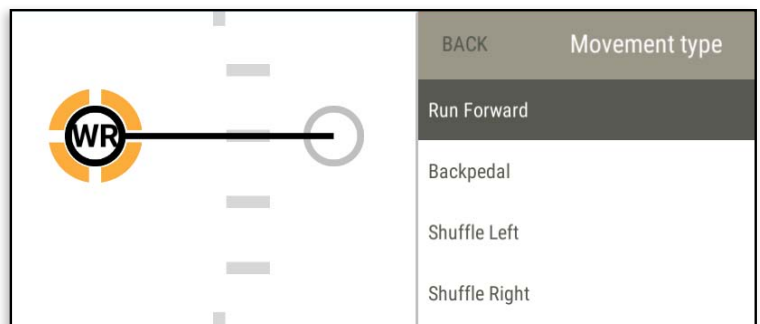 BACK Movement type
WR
Run Forward
Backpedal
Shuffle Left
Shuffle Right